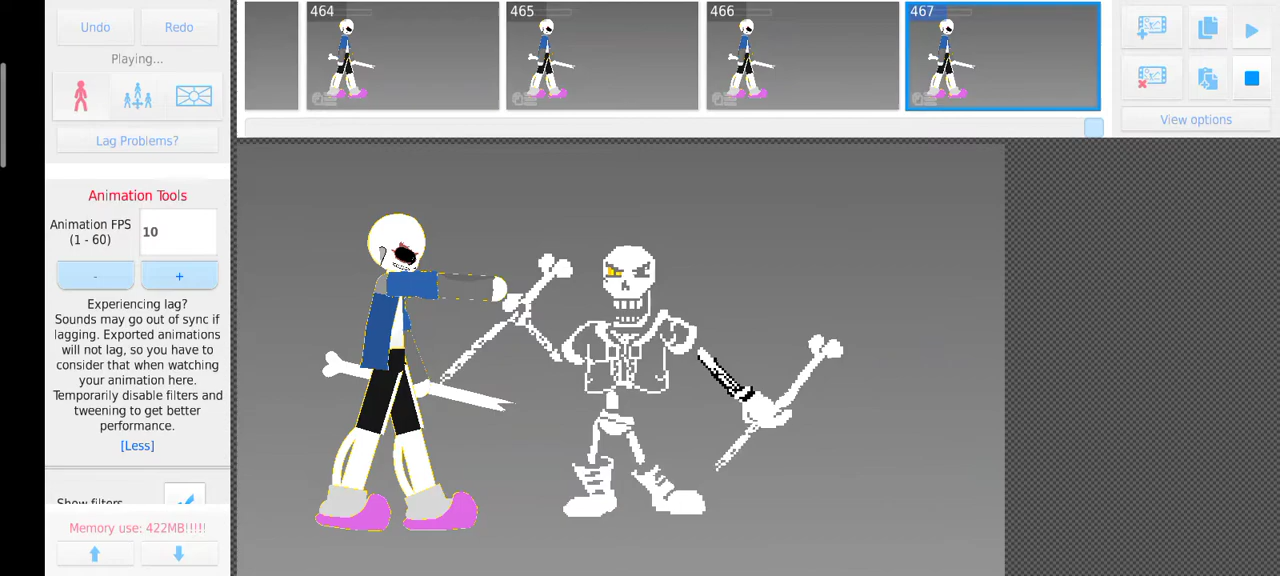 Undo
Redo
Playing...
Lag Problems?
Animation Tools
Animation FPS
(1 - 60)
10
-
+
Experiencing lag?
Sounds may go out of sync if
lagging. Exported animations
will not lag, so you have to
consider that when watching
your animation here.
Temporarily disable filters and
tweening to get better
performance.
[Less]
Show filters
Memory use: 422MB!!!!!
464
465
466
467
View options